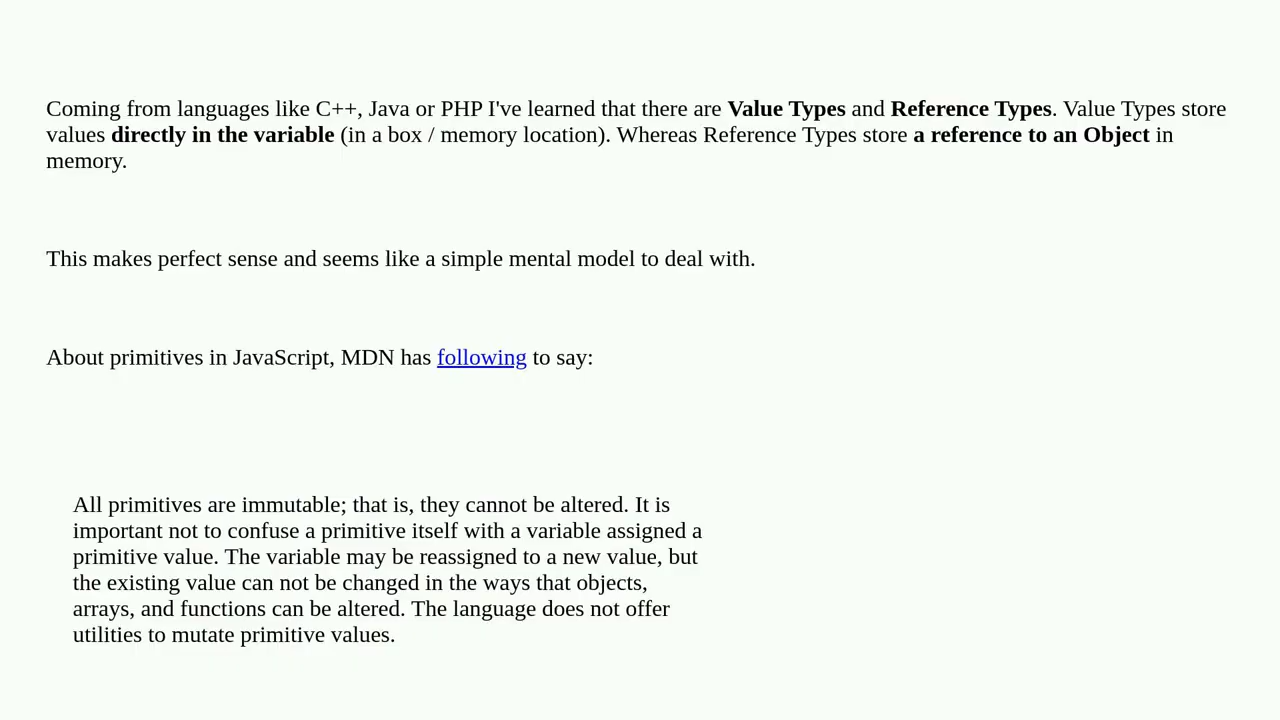 Coming from languages like C++, Java or PHP I've learned that there are Value Types and Reference Types. Value Types store
values directly in the variable (in a box / memory location). Whereas Reference Types store a reference to an Object in
memory.
This makes perfect sense and seems like a simple mental model to deal with.
About primitives in JavaScript, MDN has following to say:
All primitives are immutable; that is, they cannot be altered. It is
important not to confuse a primitive itself with a variable assigned a
primitive value. The variable may be reassigned to a new value, but
the existing value can not be changed in the ways that objects,
arrays, and functions can be altered. The language does not offer
utilities to mutate primitive values.